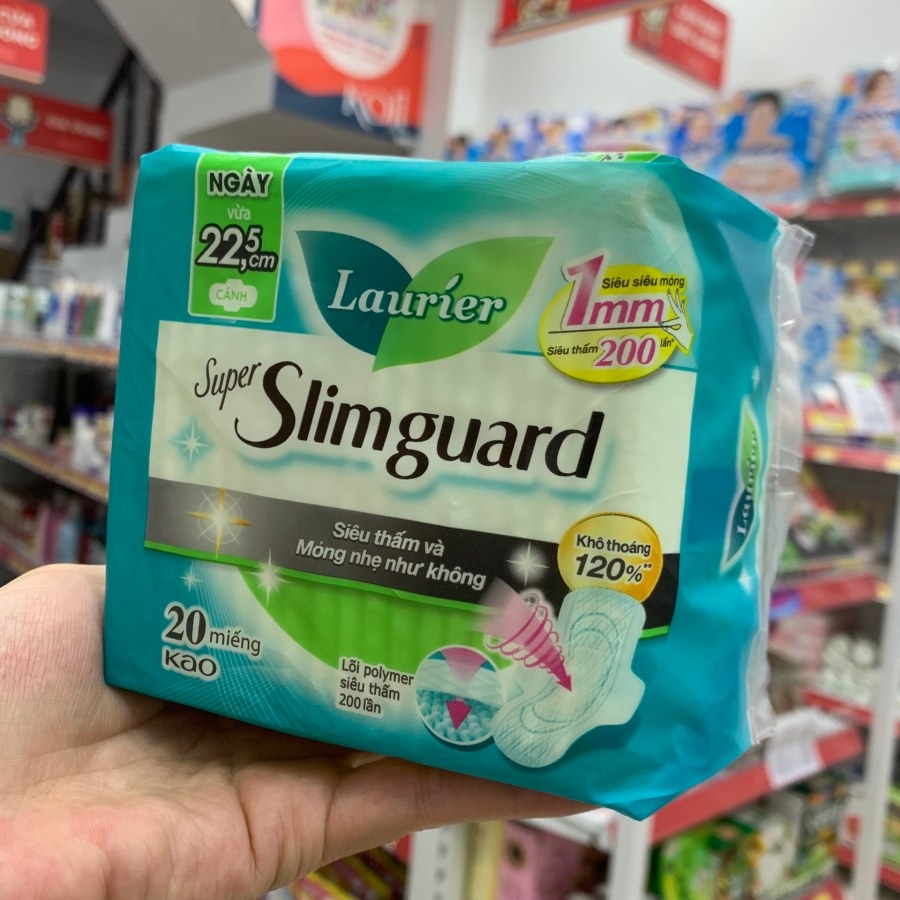 NGÀY
vừa
22,5cm
CÁNH
Laurier
1mm
Siêu siêu mỏng
Siêu thấm 200 lần*
Super Slimguard
Siêu thấm và
Mỏng nhẹ như không
Khô thoáng
120%**
20 miếng
Kao
Lõi polymer
siêu thấm
200 lần
Laurier